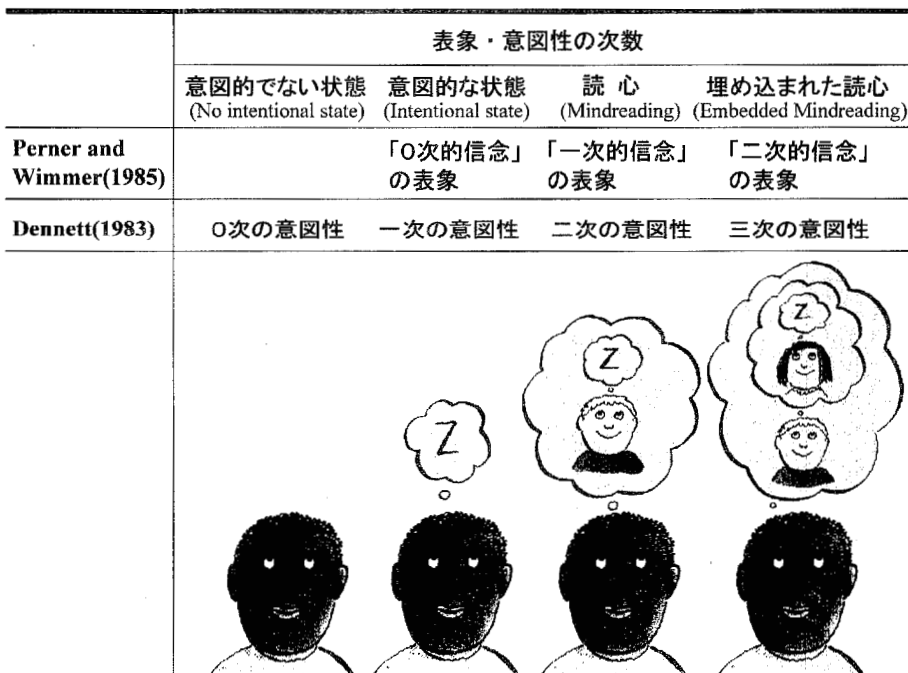 表象・意図性の次数
意図的でない状態 意図的な状態 読 心 埋め込まれた読心
(No intentional state) (Intentional state) (Mindreading) (Embedded Mindreading)
Perner and 「0次的信念」 「一次的信念」 「二次的信念」
Wimmer(1985) の表象 の表象 の表象
Dennett(1983) 0次の意図性 一次の意図性 二次の意図性 三次の意図性
Z
Z
Z